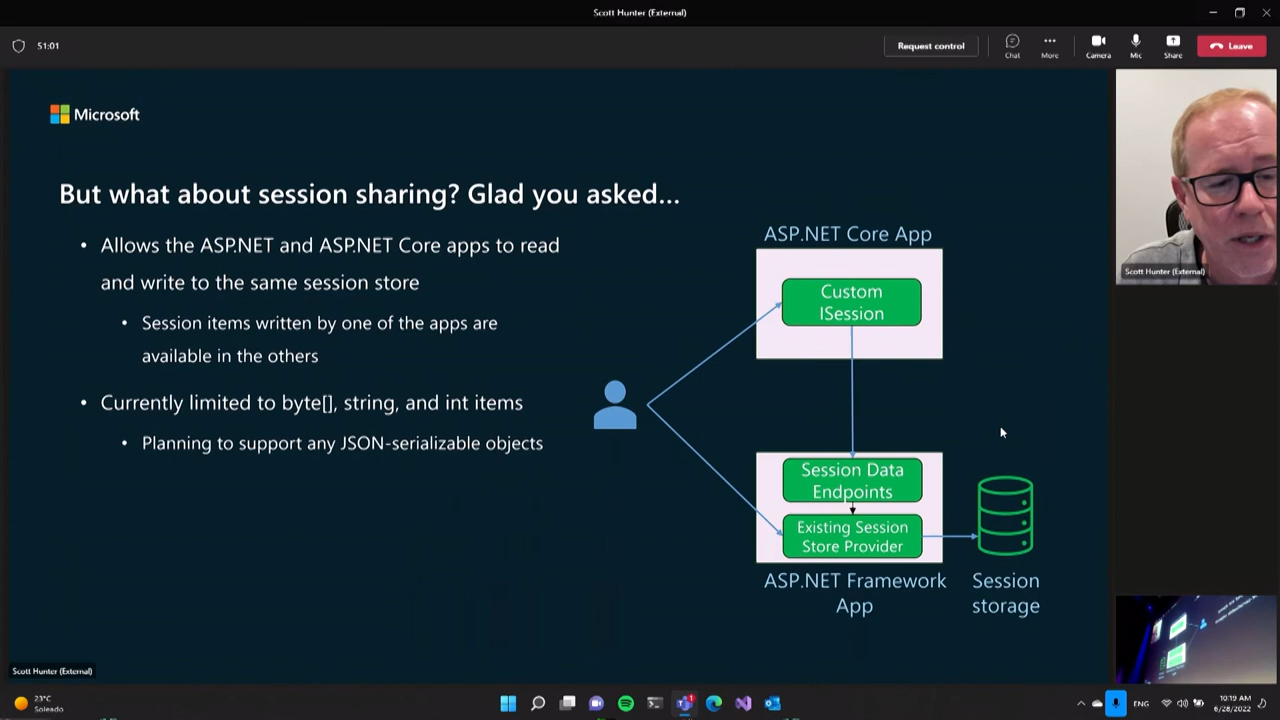 Scott Hunter (External)
51:01
Request control
Chat
More
Camera
Mic
Share
Leave
Microsoft
But what about session sharing? Glad you asked...
• Allows the ASP.NET and ASP.NET Core apps to read
and write to the same session store
• Session items written by one of the apps are
available in the others
• Currently limited to byte[], string, and int items
• Planning to support any JSON-serializable objects
ASP.NET Core App
Custom
ISession
Session Data
Endpoints
Existing Session
Store Provider
ASP.NET Framework
App
Session
storage
Scott Hunter (External)
Scott Hunter (External)
23°C
Soleado
1
ENG
10:19 AM
6/28/2022